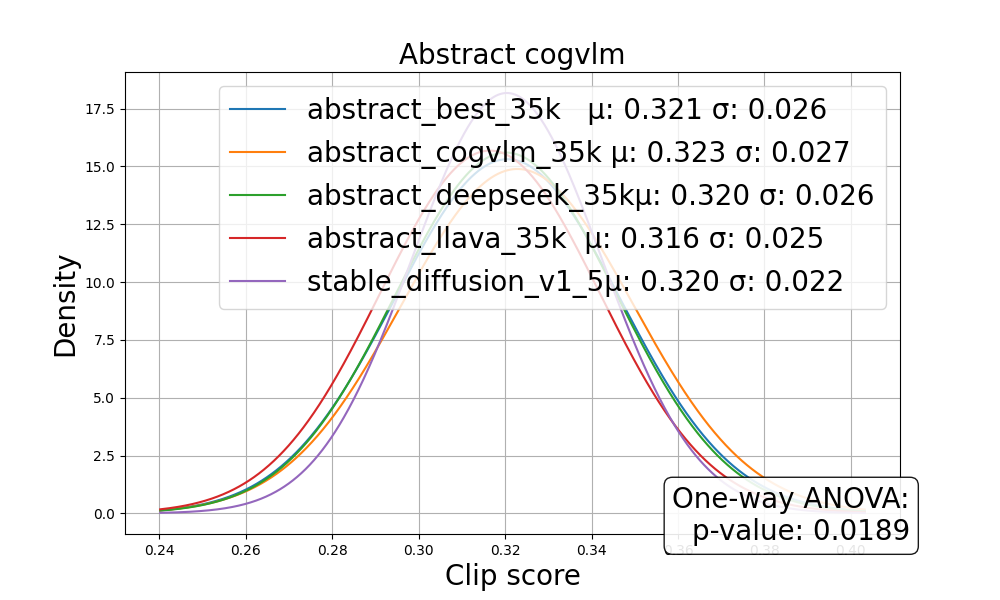 Abstract cogvlm
17.5
15.0
12.5
10.0
7.5
5.0
2.5
0.0
Density
abstract_best_35k μ: 0.321 σ: 0.026
abstract_cogvlm_35k μ: 0.323 σ: 0.027
abstract_deepseek_35kμ: 0.320 σ: 0.026
abstract_llava_35k μ: 0.316 σ: 0.025
stable_diffusion_v1_5μ: 0.320 σ: 0.022
One-way ANOVA:
p-value: 0.0189
0.24 0.26 0.28 0.30 0.32 0.34 0.36 0.38 0.40
Clip score